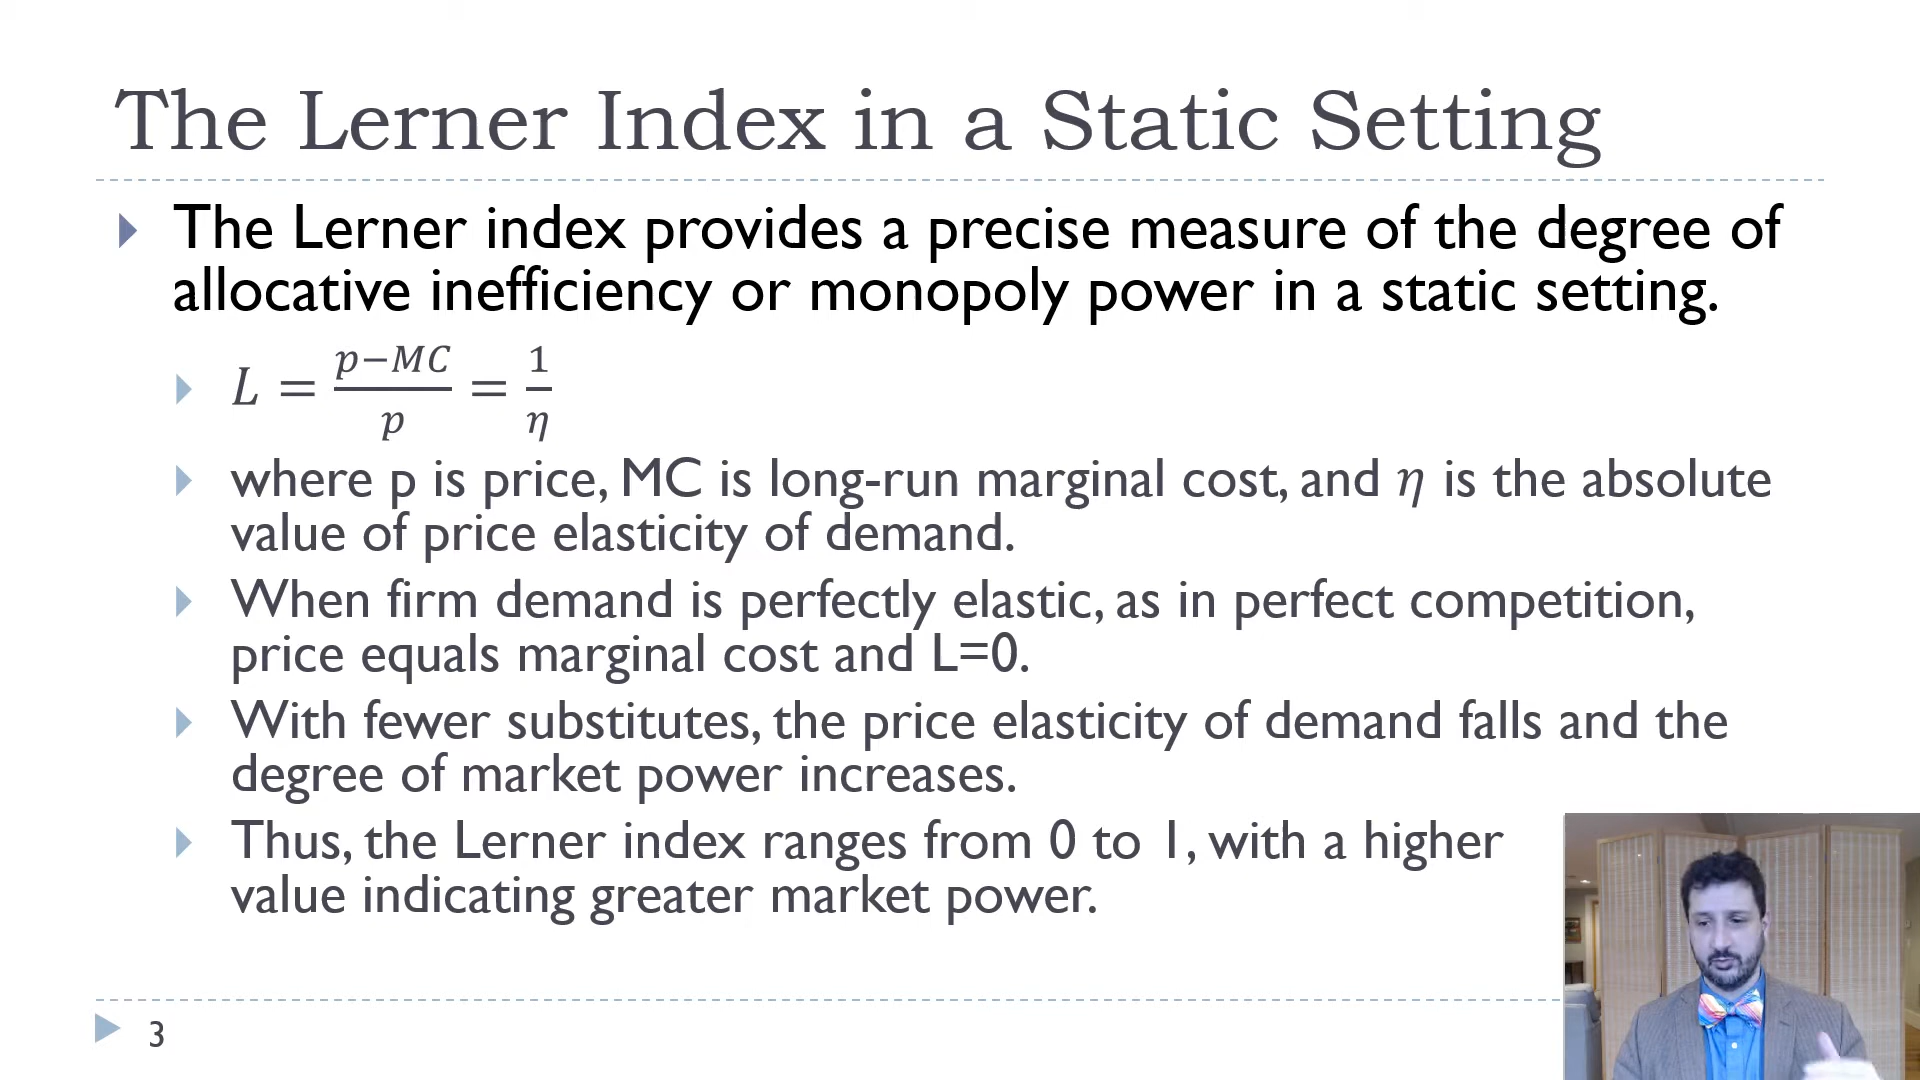 The Lerner Index in a Static Setting
The Lerner index provides a precise measure of the degree of
allocative inefficiency or monopoly power in a static setting.
L = \frac{p−MC}{p} = \frac{1}{η}
where p is price, MC is long-run marginal cost, and η is the absolute
value of price elasticity of demand.
When firm demand is perfectly elastic, as in perfect competition,
price equals marginal cost and L=0.
With fewer substitutes, the price elasticity of demand falls and the
degree of market power increases.
Thus, the Lerner index ranges from 0 to 1, with a higher
value indicating greater market power.
3